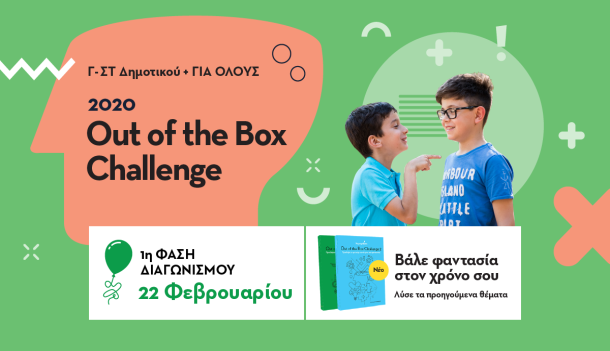 Γ-ΣΤ Δημοτικού + ΓΙΑ ΟΛΟΥΣ
2020
Out of the Box
Challenge
1η ΦΑΣΗ
ΔΙΑΓΩΝΙΣΜΟΥ
22 Φεβρουαρίου
Νέο
Βάλε φαντασία
στον χρόνο σου
Λύσε τα προηγούμενα θέματα